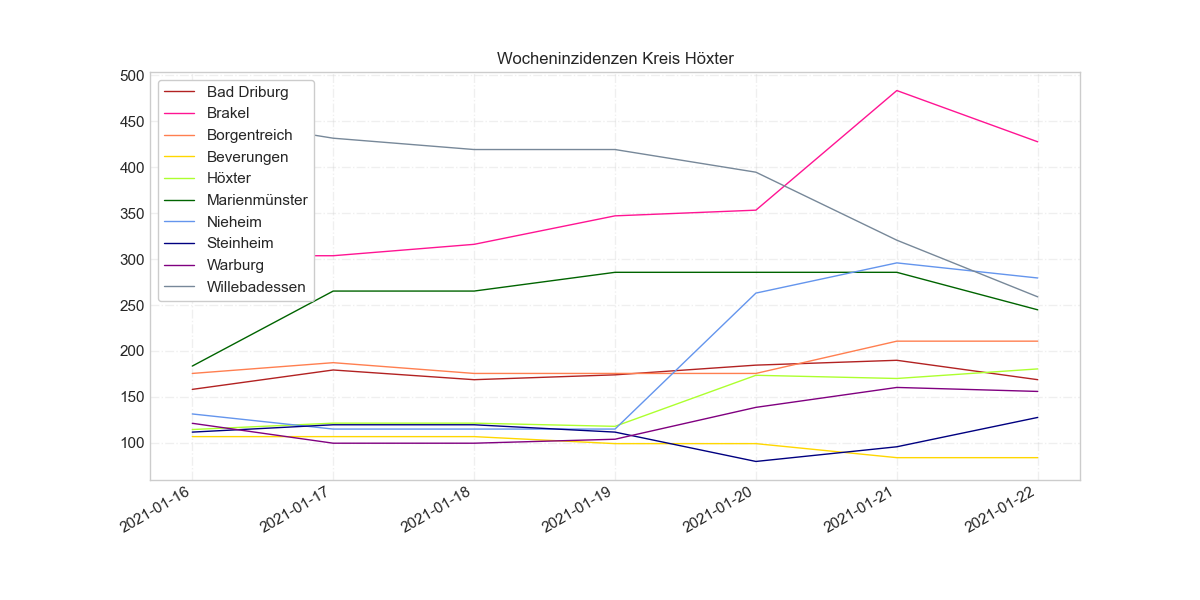 Wocheninzidenzen Kreis Höxter
500
450
400
350
300
250
200
150
100
Bad Driburg
Brakel
Borgentreich
Beverungen
Höxter
Marienmünster
Nieheim
Steinheim
Warburg
Willebadessen
2021-01-16
2021-01-17
2021-01-18
2021-01-19
2021-01-20
2021-01-21
2021-01-22